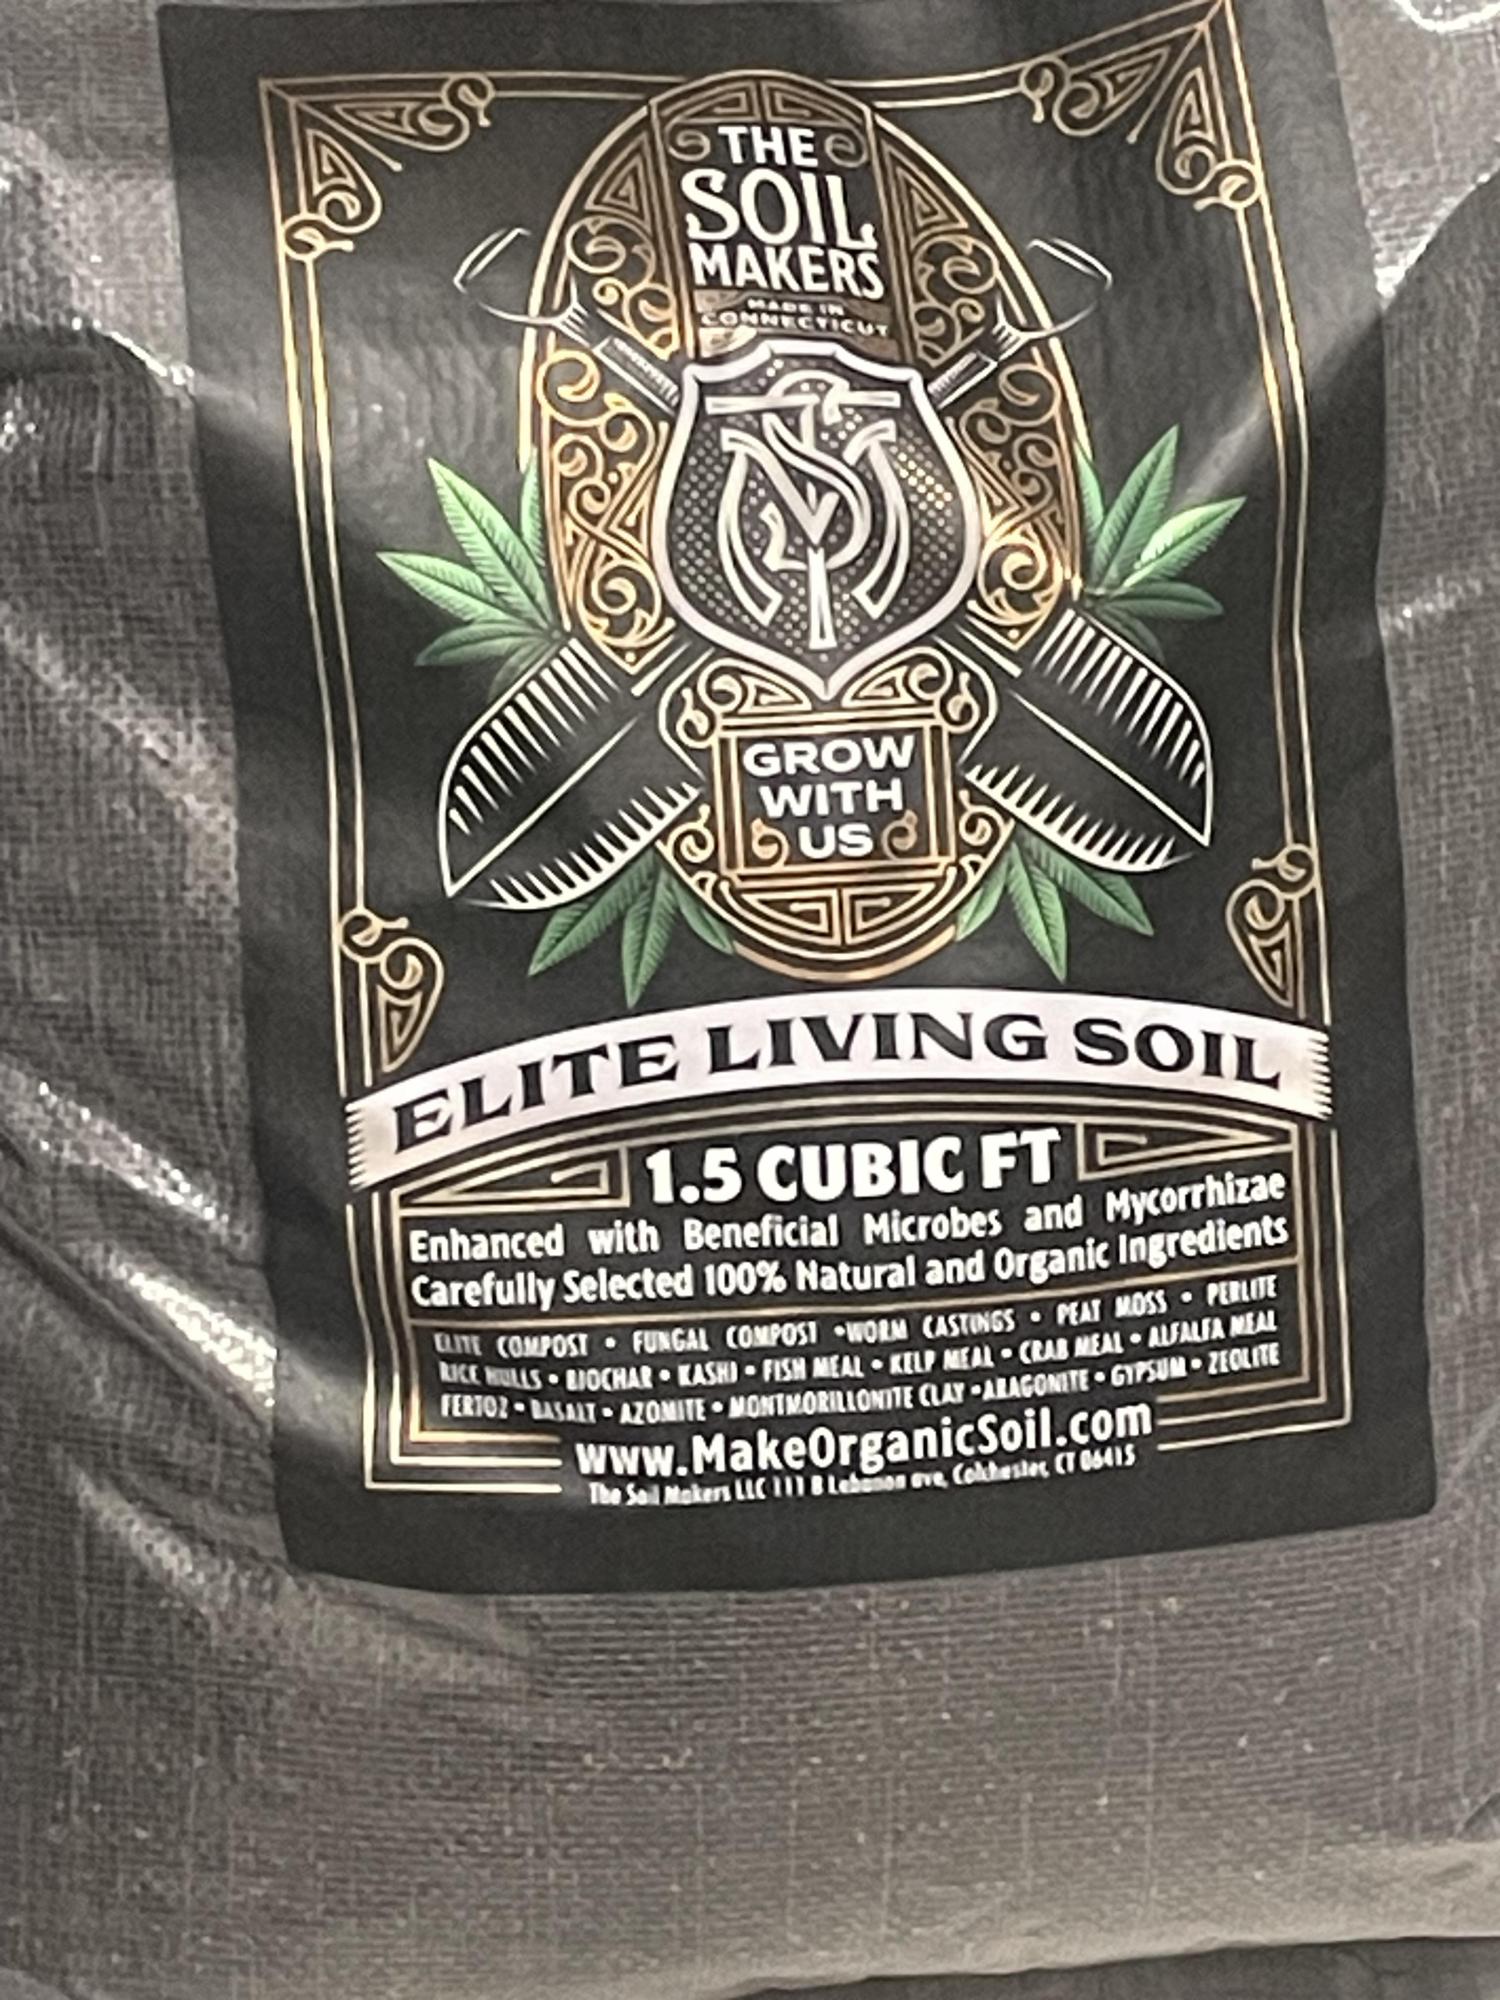 THE
SOIL
MAKERS
MADE IN
CONNECTICUT
GROW
WITH
US
ELITE LIVING SOIL
1.5 CUBIC FT
Enhanced with Beneficial Microbes and Mycorrhizae
Carefully Selected 100% Natural and Organic Ingredients
ELITE COMPOST • FUNGAL COMPOST •WORM CASTINGS • PEAT MOSS • PERLITE
RICE HULLS • BIOCHAR • KASHI • FISH MEAL • KELP MEAL • CRAB MEAL • ALFALFA MEAL
FERTOZ • BASALT • AZOMITE • MONTMORILLONITE CLAY •ARAGONITE • GYPSUM • ZEOLITE
www.MakeOrganicSoil.com
The Soil Makers LLC 111 B Lebanon ave, Colchester, CT 06415